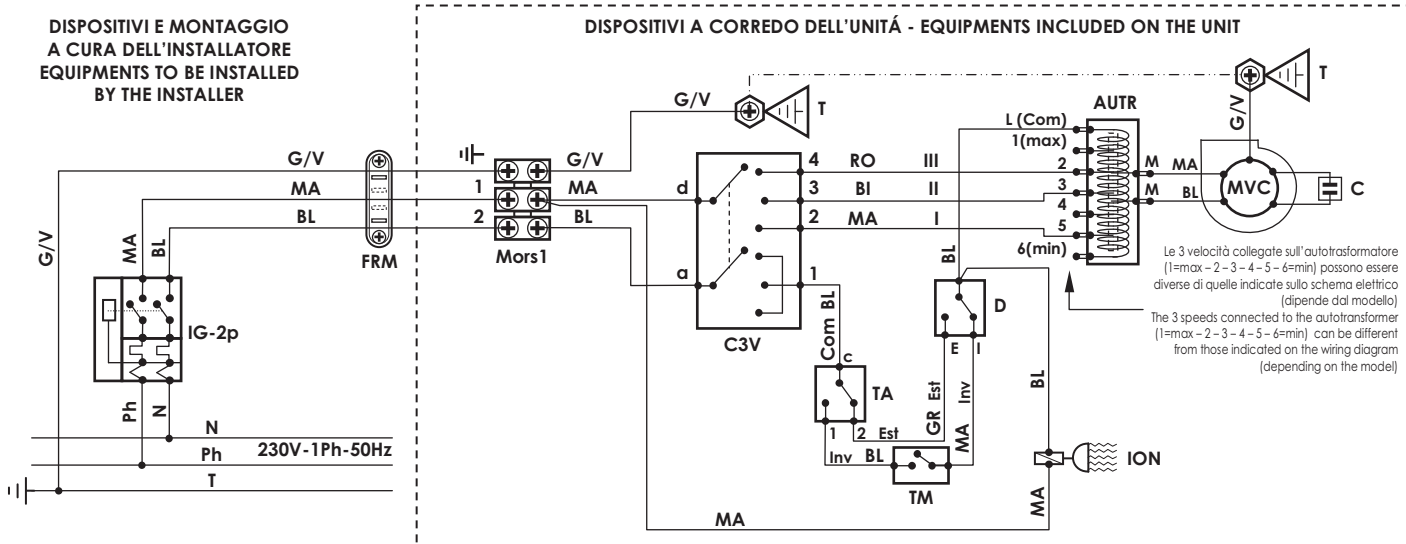 DISPOSITIVI E MONTAGGIO
A CURA DELL'INSTALLATORE
EQUIPMENTS TO BE INSTALLED
BY THE INSTALLER
DISPOSITIVI A CORREDO DELL'UNITÁ - EQUIPMENTS INCLUDED ON THE UNIT
G/V
MA
BL
G/V
MA
BL
FRM
IG-2p
Ph
N
N
Ph
230V-1Ph-50Hz
T
1
2
Mors1
G/V
MA
BL
G/V
T
d
a
C3V
4 RO III
3 BI II
2 MA I
1
Com BL
c
TA
1
2
Est
Inv
BL
TM
GR Est
MA Inv
E
I
D
BL
L (Com)
1(max)
2
3
4
5
6(min)
AUTR
M
M
MA
BL
G/V
T
MVC
C
BL
MA
ION
MA
Le 3 velocità collegate sull'autotrasformatore
(1=max – 2 – 3 – 4 – 5 – 6=min) possono essere
diverse di quelle indicate sullo schema elettrico
(dipende dal modello)
The 3 speeds connected to the autotransformer
(1=max – 2 – 3 – 4 – 5 – 6=min) can be different
from those indicated on the wiring diagram
(depending on the model)